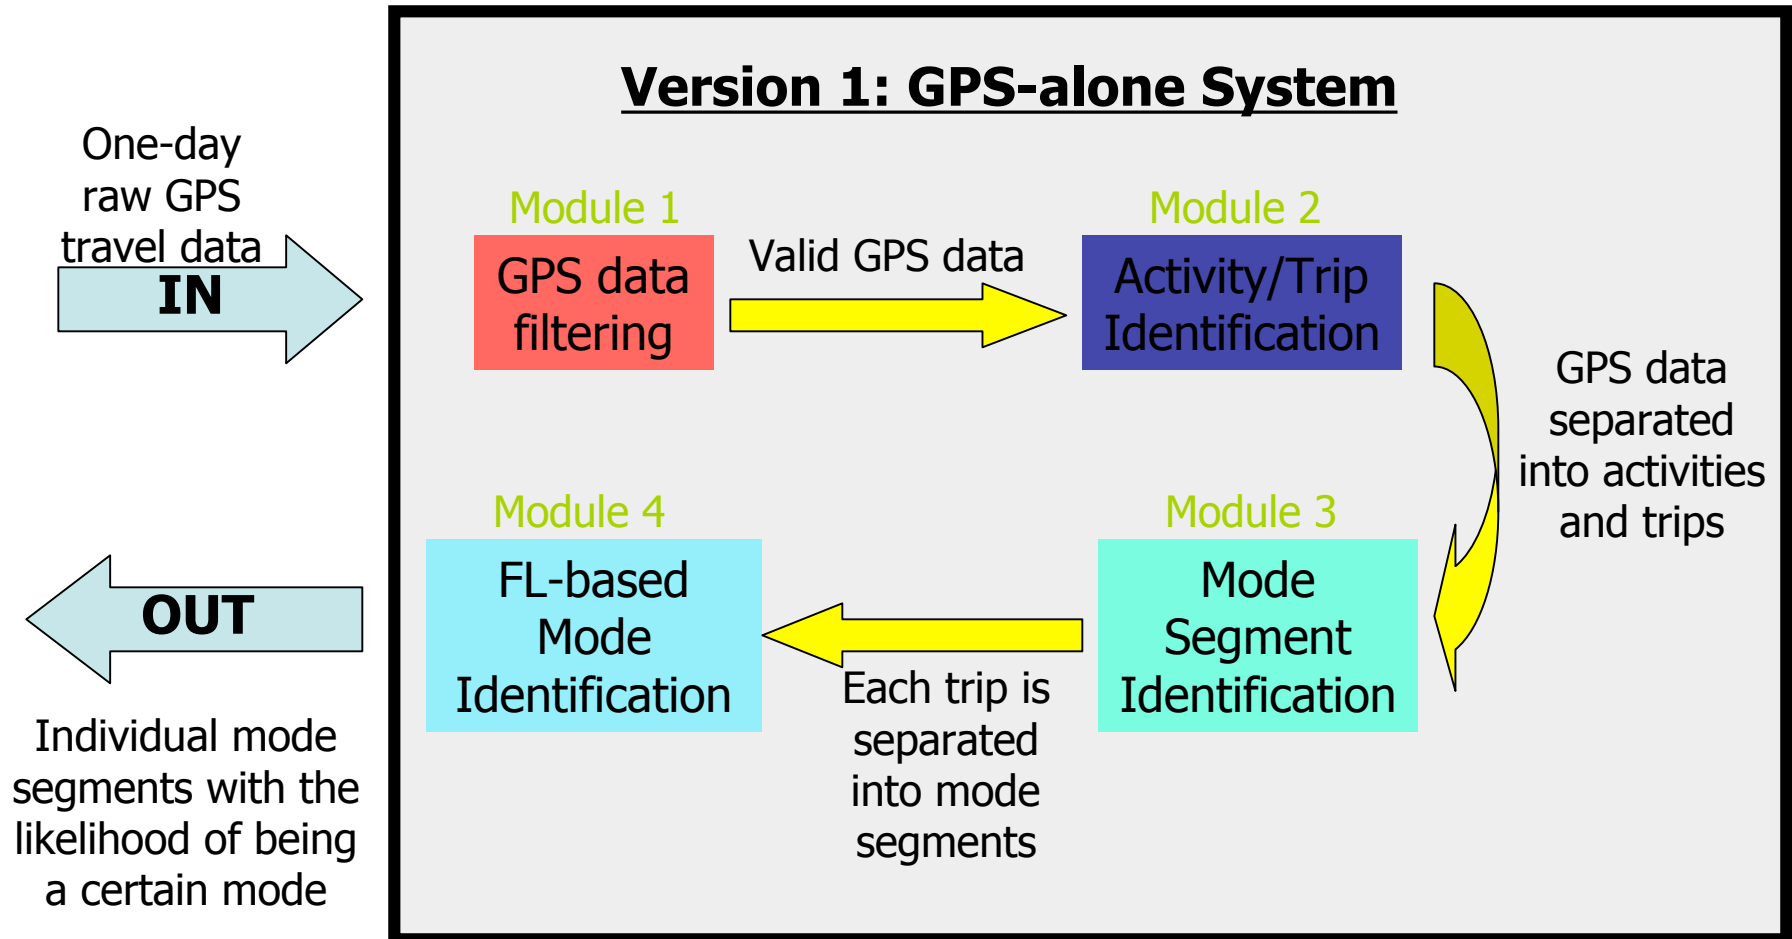 Version 1: GPS-alone System
One-day
raw GPS
travel data
IN
Module 1
GPS data
filtering
Valid GPS data
Module 2
Activity/Trip
Identification
GPS data
separated
into activities
and trips
Module 3
Mode
Segment
Identification
Each trip is
separated
into mode
segments
Module 4
FL-based
Mode
Identification
OUT
Individual mode
segments with the
likelihood of being
a certain mode